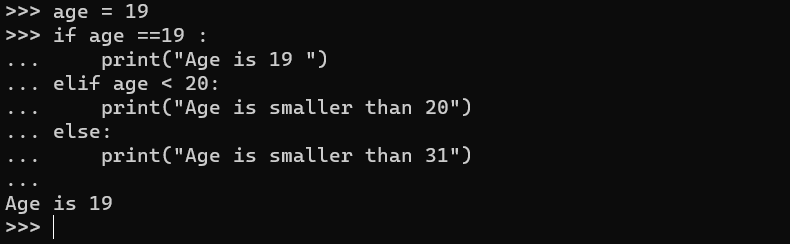 >>> age = 19
>>> if age ==19 :
...     print("Age is 19 ")
... elif age < 20:
...     print("Age is smaller than 20")
... else:
...     print("Age is smaller than 31")
...
Age is 19
>>>